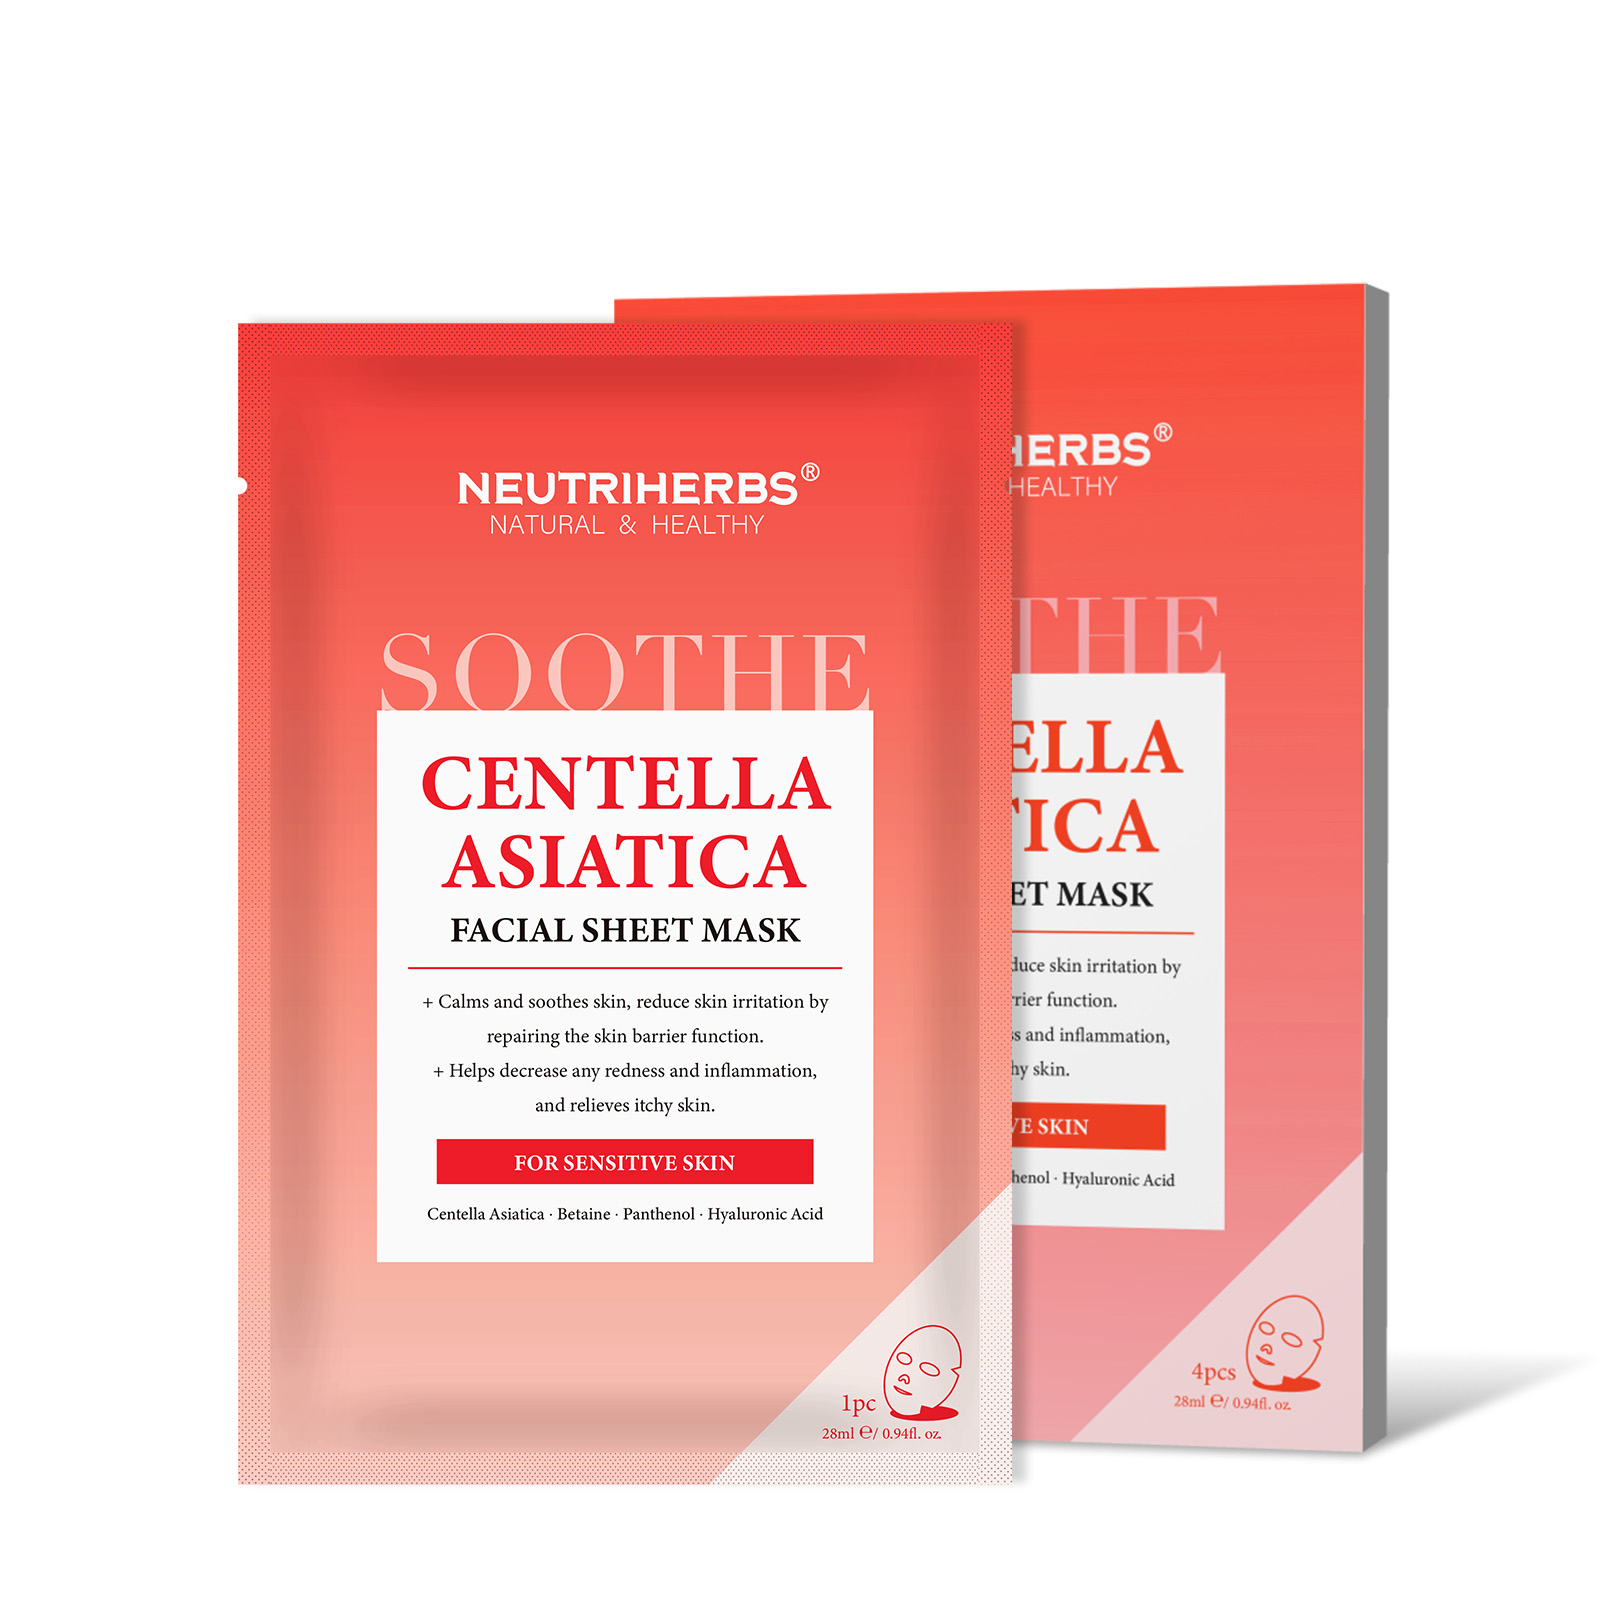 NEUTRIHERBS®
NATURAL & HEALTHY
SOOTHE
CENTELLA
ASIATICA
FACIAL SHEET MASK
+ Calms and soothes skin, reduce skin irritation by
repairing the skin barrier function.
+ Helps decrease any redness and inflammation,
and relieves itchy skin.
FOR SENSITIVE SKIN
Centella Asiatica · Betaine · Panthenol · Hyaluronic Acid
1pc
28ml ℮/ 0.94fl. oz.
HERBS®
HEALTHY
THE
ELLA
TICA
ET MASK
duce skin irritation by
rier function.
ss and inflammation,
hy skin.
VE SKIN
henol · Hyaluronic Acid
4pcs
28ml ℮/ 0.94fl. oz.